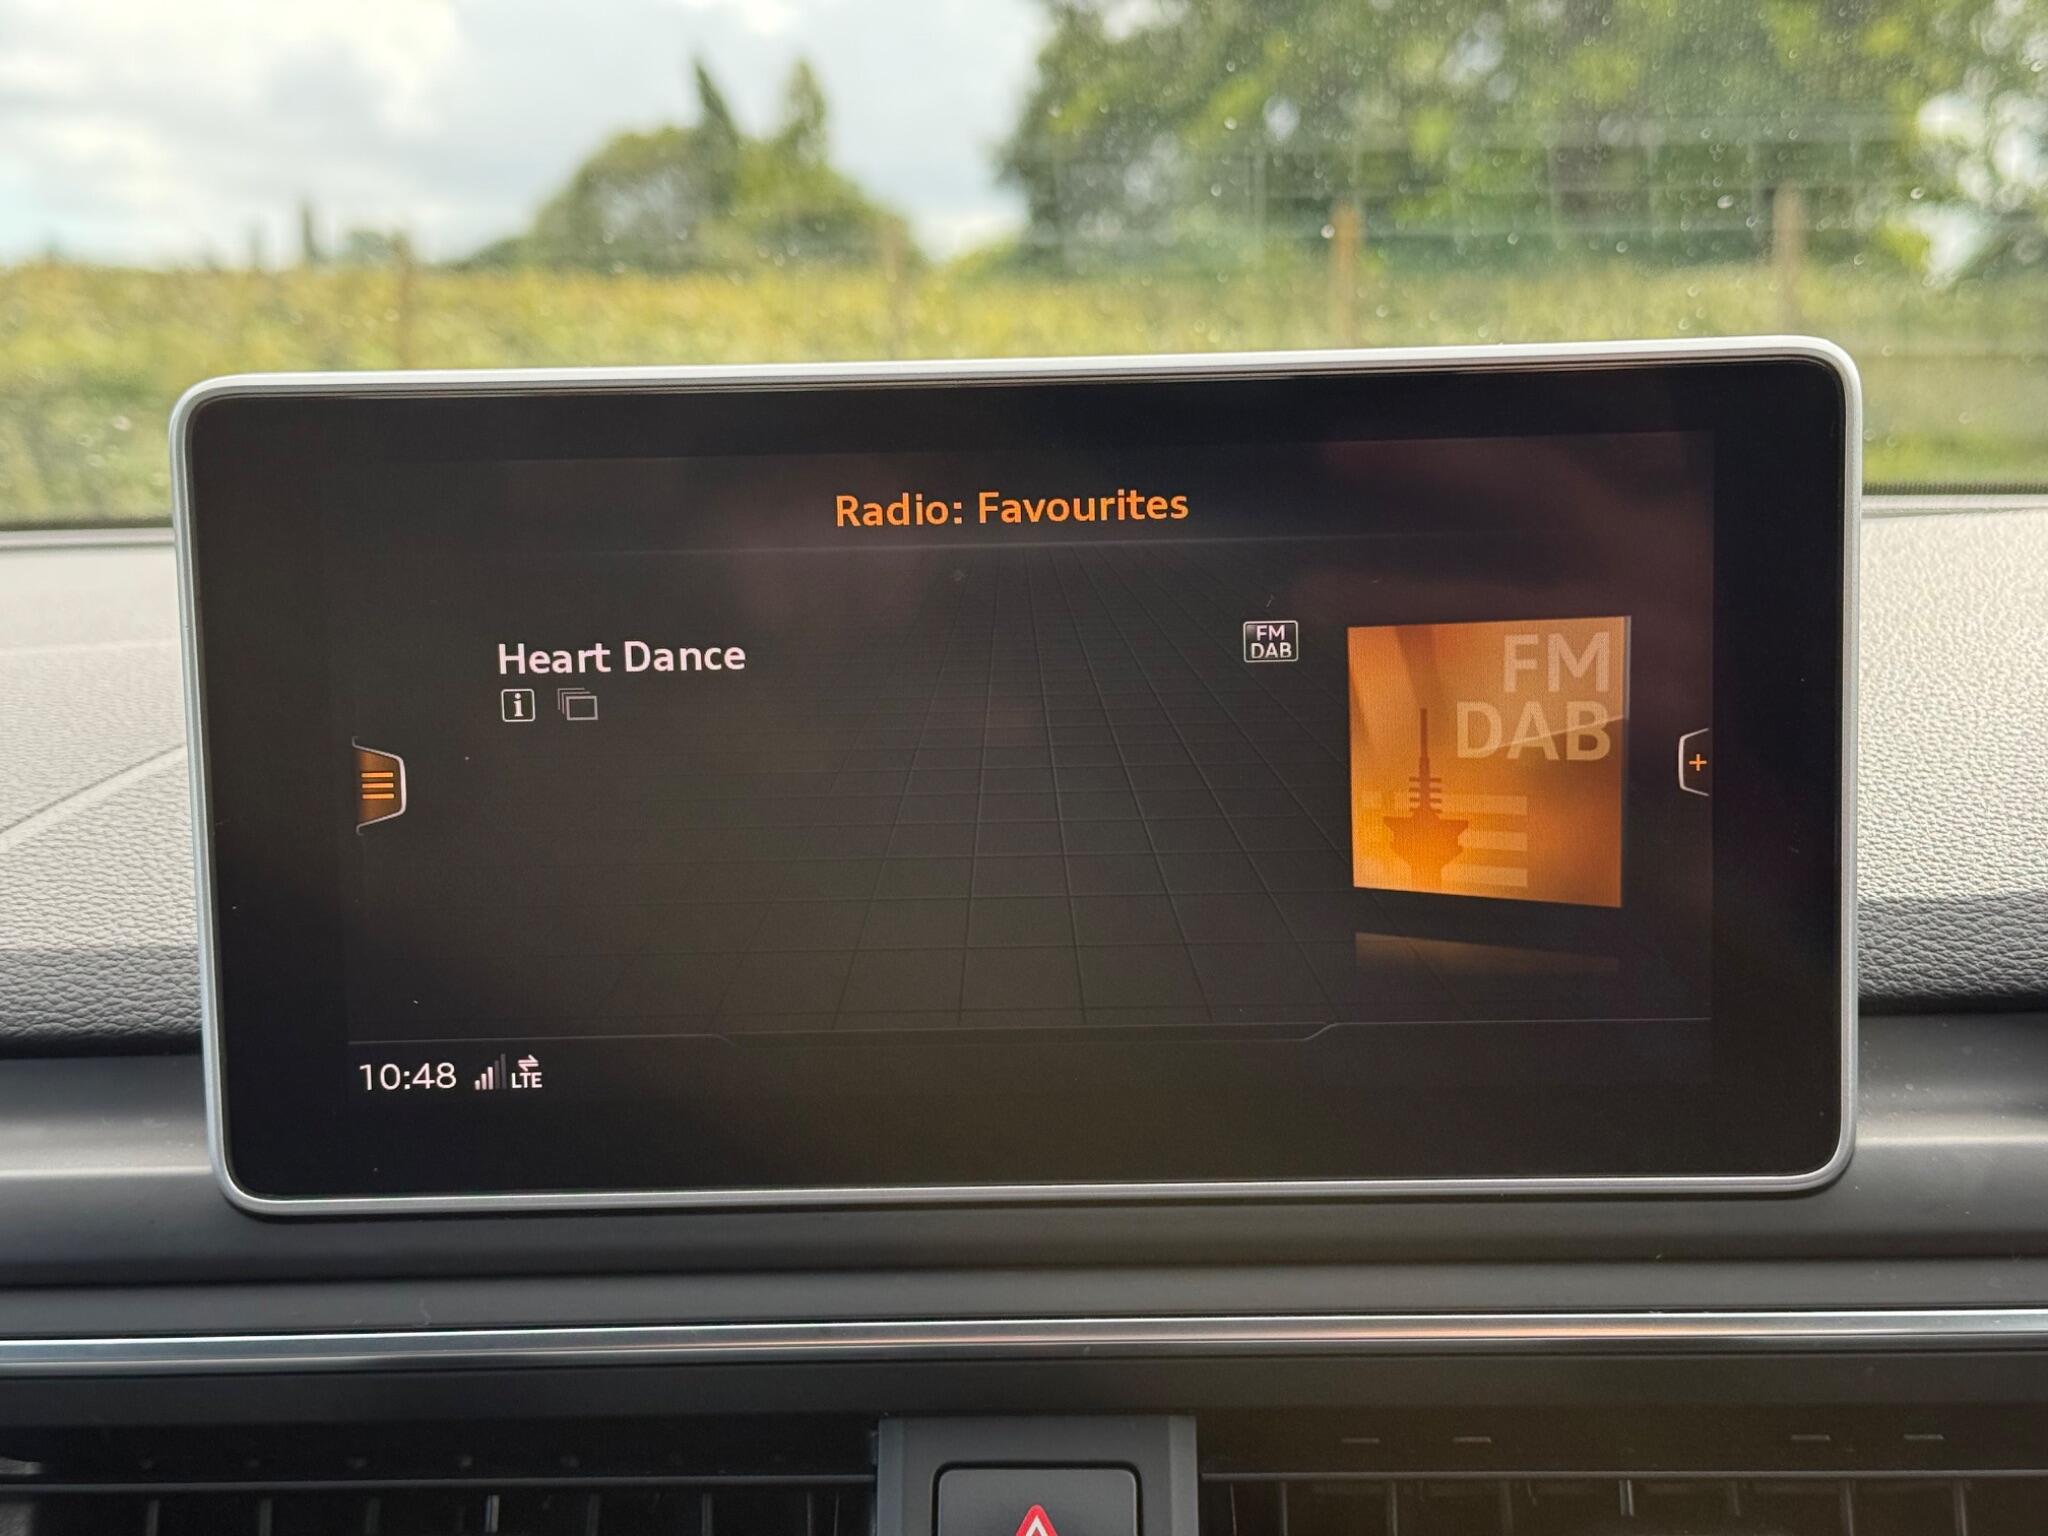 Radio: Favourites
Heart Dance
FM
DAB
FM
DAB
10:48 LTE